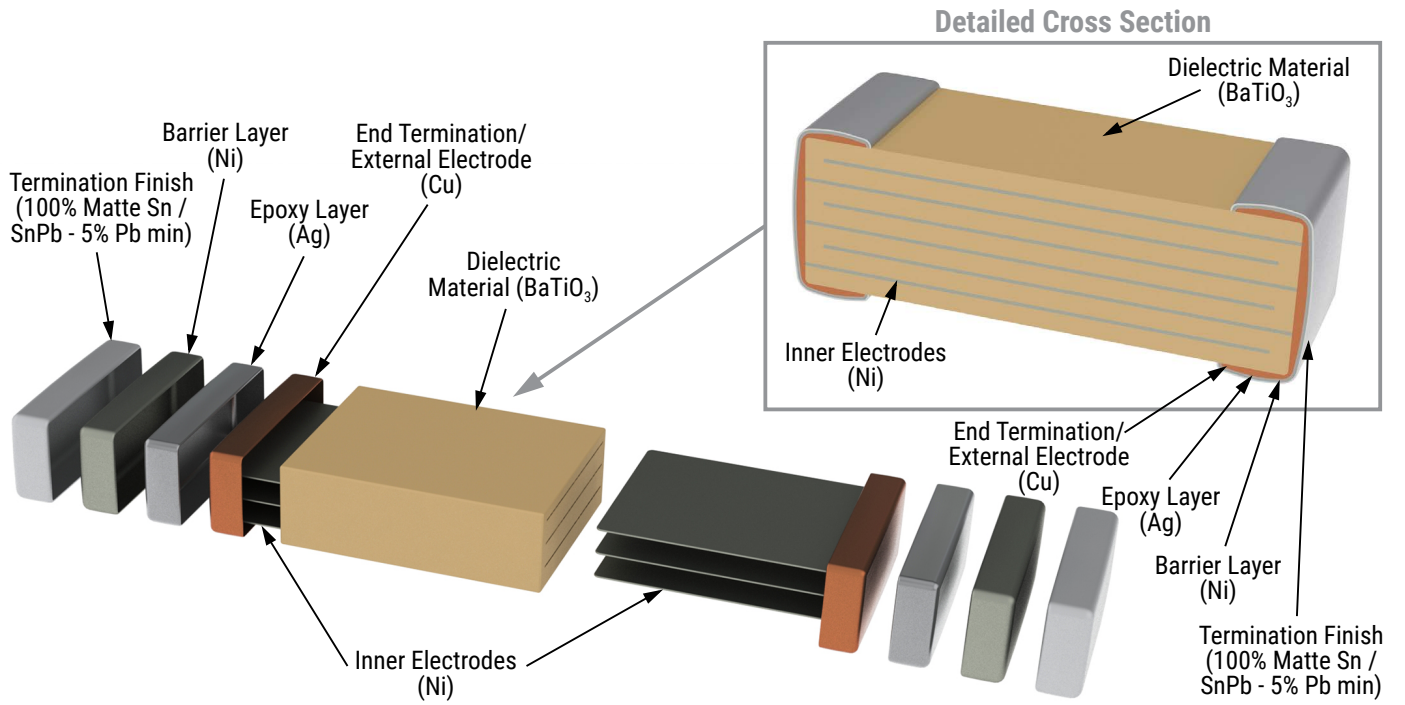 Detailed Cross Section
Dielectric Material
(BaTiO₃)
Barrier Layer
(Ni)
End Termination/
External Electrode
(Cu)
Termination Finish
(100% Matte Sn /
SnPb - 5% Pb min)
Epoxy Layer
(Ag)
Dielectric
Material (BaTiO₃)
Inner Electrodes
(Ni)
End Termination/
External Electrode
(Cu)
Epoxy Layer
(Ag)
Barrier Layer
(Ni)
Termination Finish
(100% Matte Sn /
SnPb - 5% Pb min)
Inner Electrodes
(Ni)